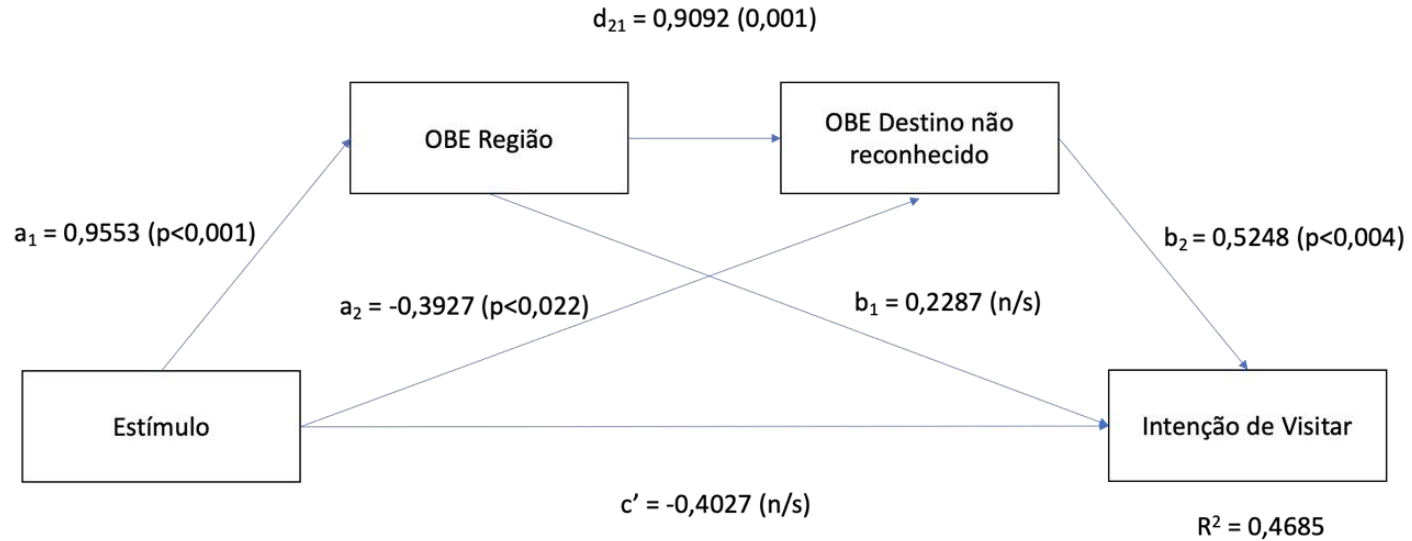 d21 = 0,9092 (0,001)
OBE Região
OBE Destino não
reconhecido
a1 = 0,9553 (p<0,001)
b2 = 0,5248 (p<0,004)
a2 = -0,3927 (p<0,022)
b1 = 0,2287 (n/s)
Estímulo
Intenção de Visitar
c’ = -0,4027 (n/s)
R2 = 0,4685